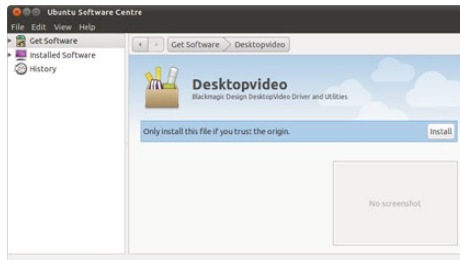 Ubuntu Software Centre
File Edit View Help
Get Software
Installed Software
History
Get Software Desktopvideo
Desktopvideo
Blackmagic Design DesktopVideo Driver and Utilities
Only install this file if you trust the origin.
Install
No screenshot